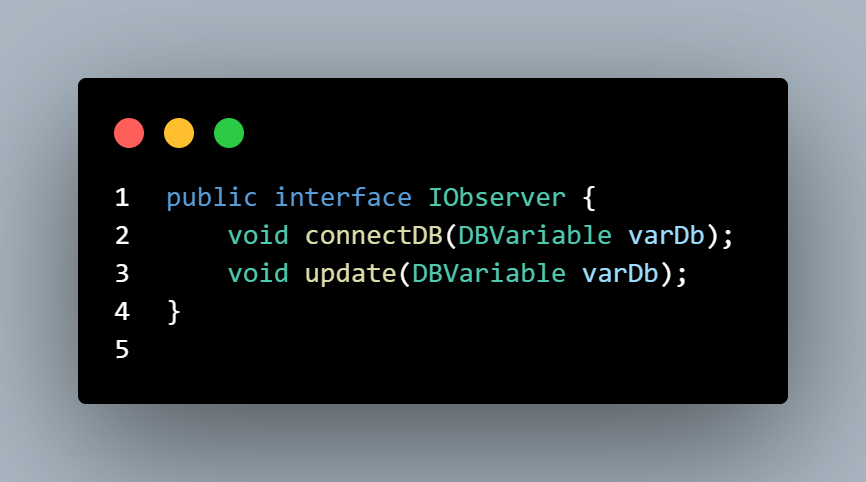 1 public interface IObserver {
2     void connectDB(DBVariable varDb);
3     void update(DBVariable varDb);
4 }
5